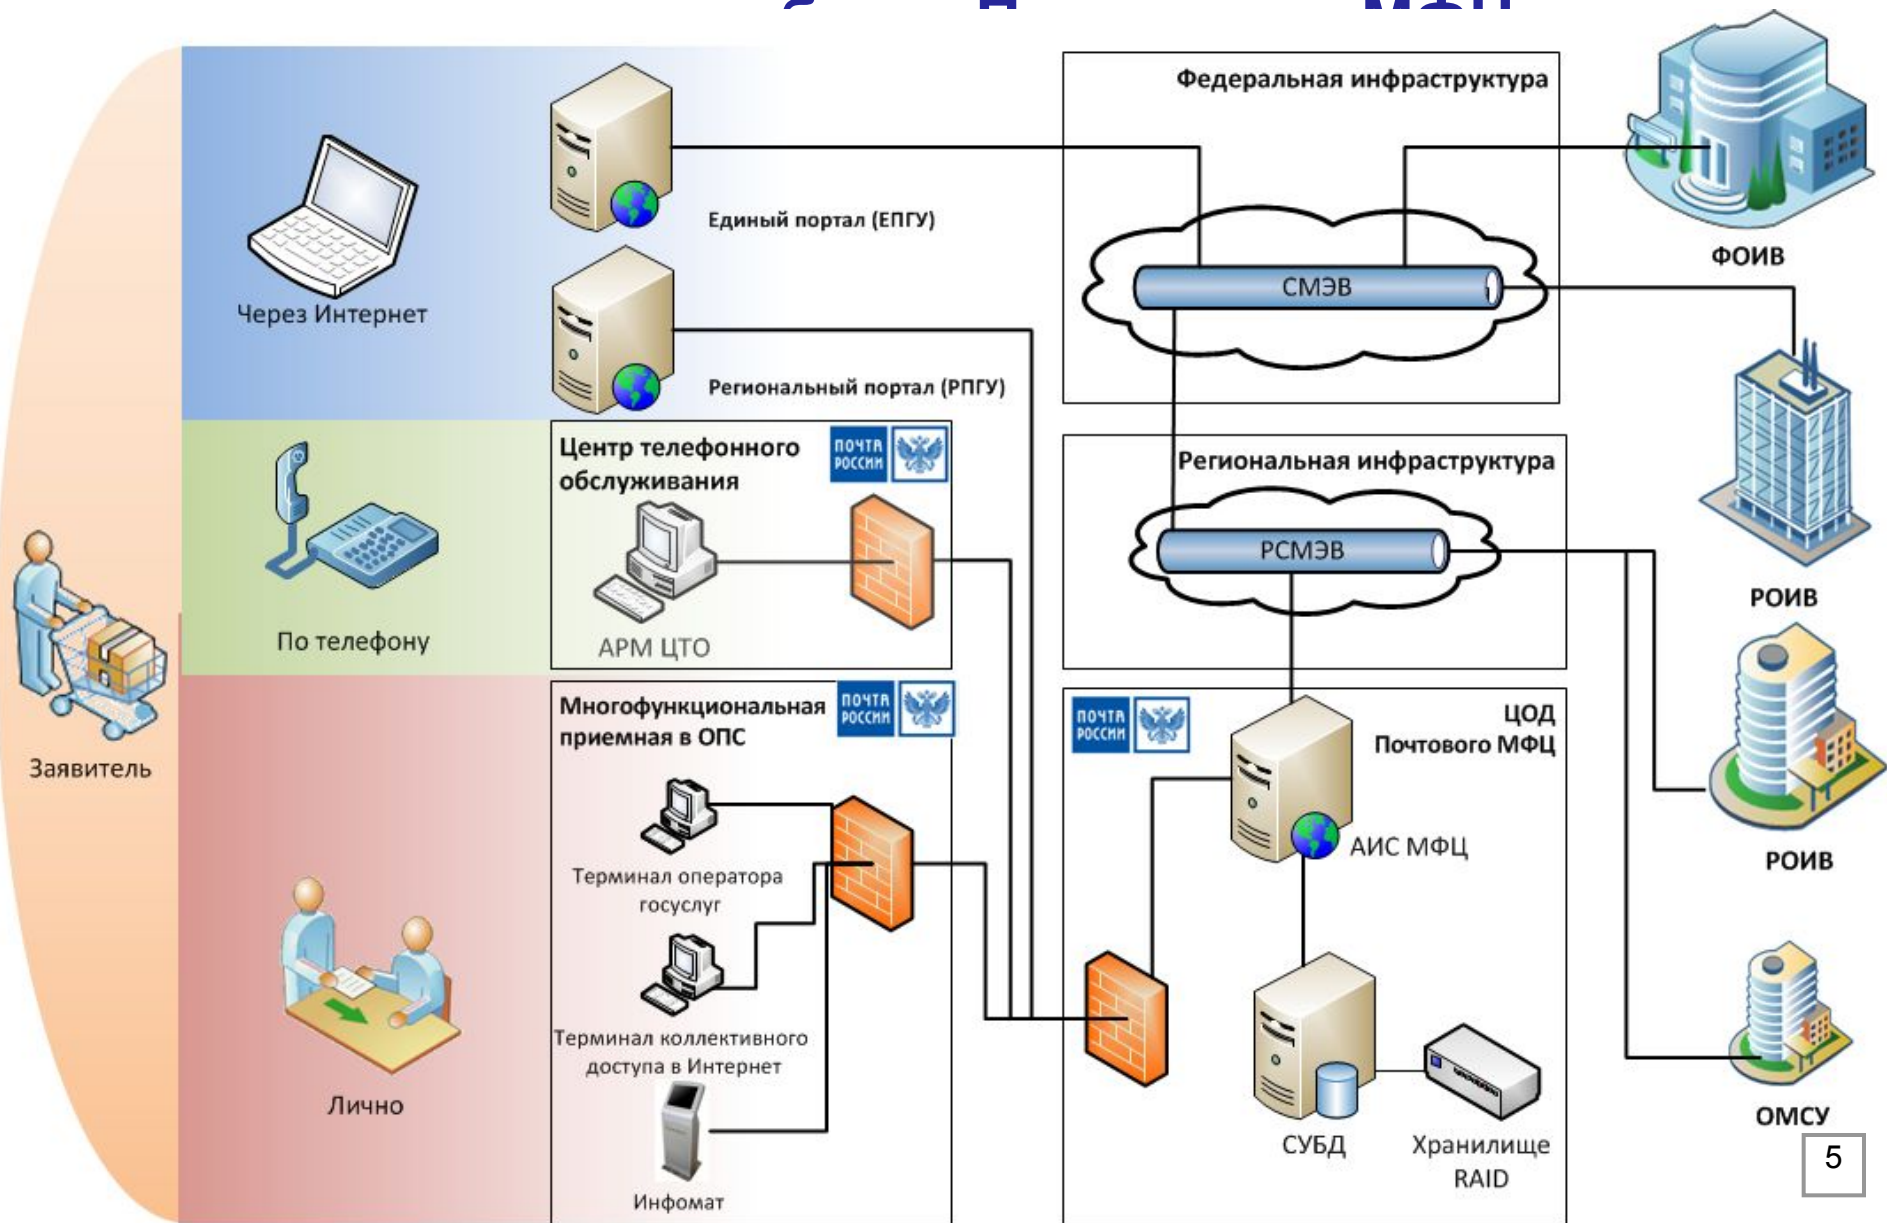 Федеральная инфраструктура
Единый портал (ЕПГУ)
ФОИВ
СМЭВ
Через Интернет
Региональный портал (РПГУ)
Центр телефонного
обслуживания
ПОЧТА
РОССИИ
Региональная инфраструктура
РСМЭВ
РОИВ
По телефону
АРМ ЦТО
Многофункциональная
приемная в ОПС
ПОЧТА
РОССИИ
ПОЧТА
РОССИИ
ЦОД
Почтового МФЦ
Заявитель
АИС МФЦ
РОИВ
Терминал оператора
госуслуг
Терминал коллективного
доступа в Интернет
Лично
ОМСУ
СУБД
Хранилище
RAID
5
Инфомат